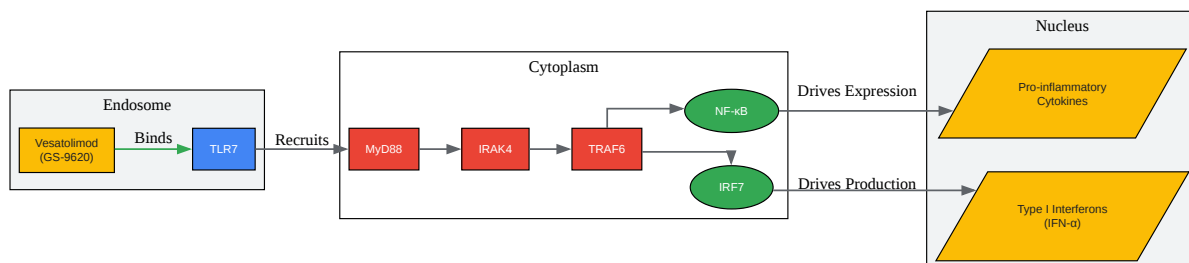 Endosome
Vesatolimod
(GS-9620)
Binds
TLR7
Recruits
Cytoplasm
MyD88
IRAK4
TRAF6
NF-κB
IRF7
Drives Expression
Drives Production
Nucleus
Pro-inflammatory
Cytokines
Type I Interferons
(IFN-α)